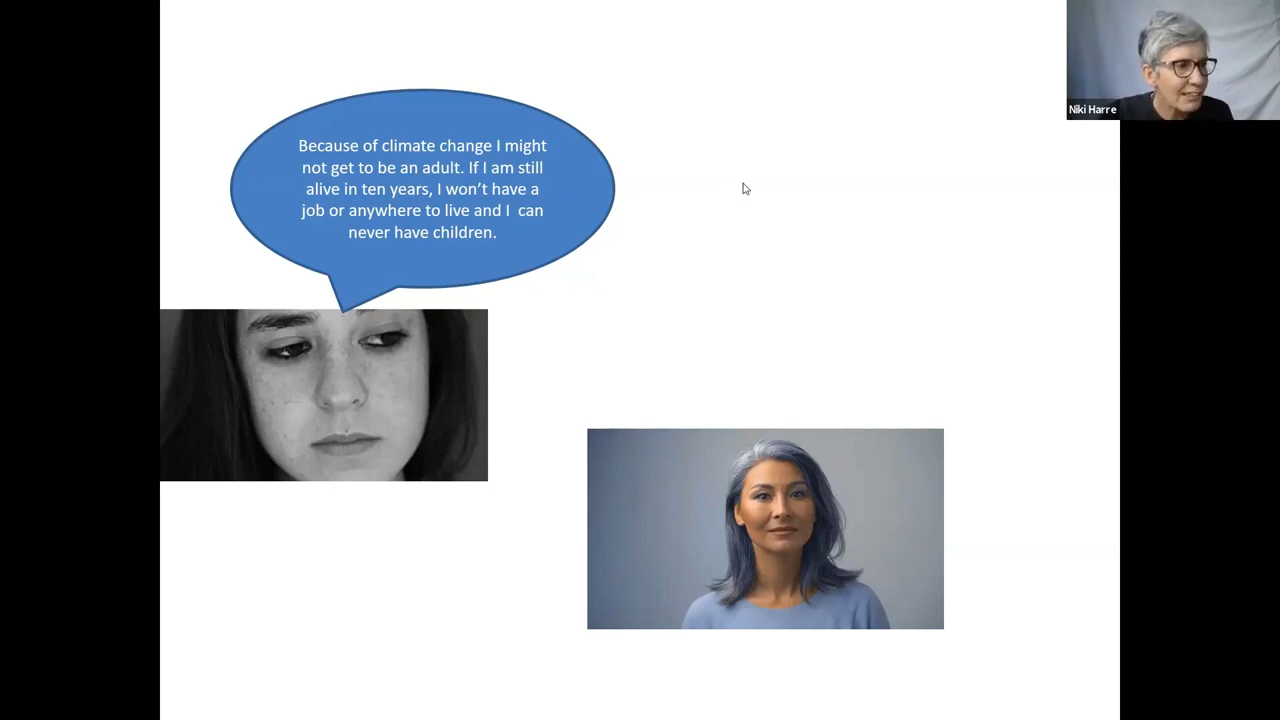 Because of climate change I might
not get to be an adult. If I am still
alive in ten years, I won’t have a
job or anywhere to live and I  can
never have children.
Niki Harre